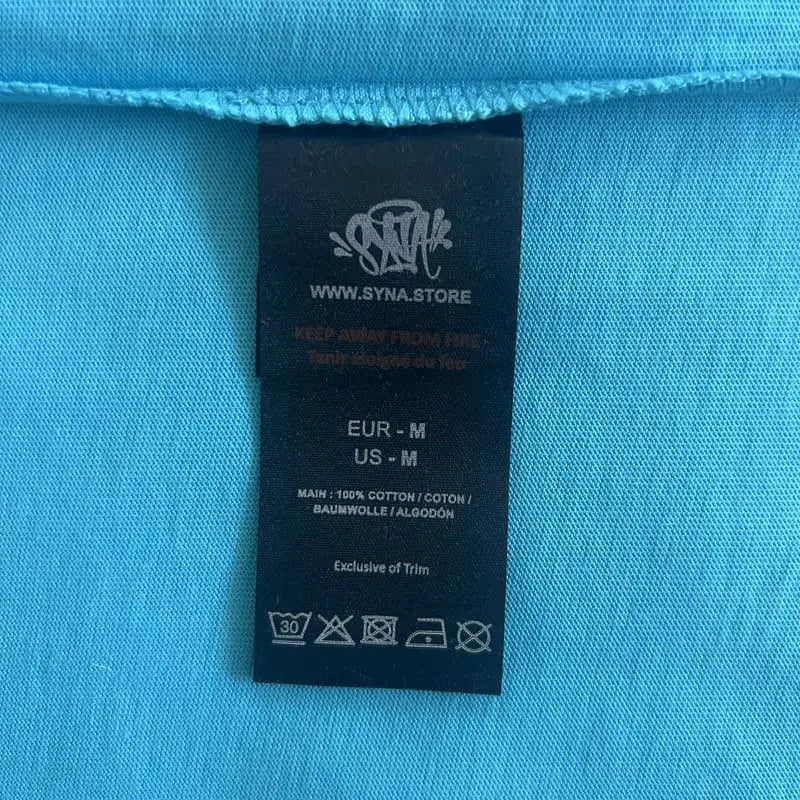 SYNA
WWW.SYNA.STORE
KEEP AWAY FROM FIRE
Tenir éloigné du feu
EUR - M
US - M
MAIN : 100% COTTON / COTON /
BAUMWOLLE / ALGODÓN
Exclusive of Trim
30